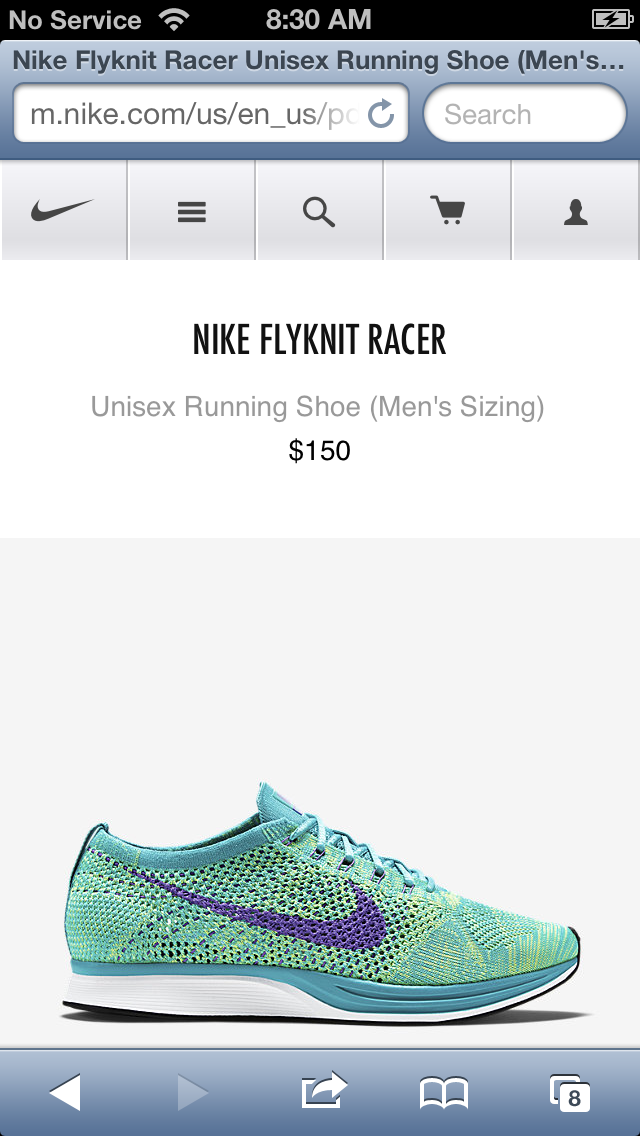 No Service 8:30 AM
Nike Flyknit Racer Unisex Running Shoe (Men's...
m.nike.com/us/en_us/pd Search
NIKE FLYKNIT RACER
Unisex Running Shoe (Men's Sizing)
$150
8